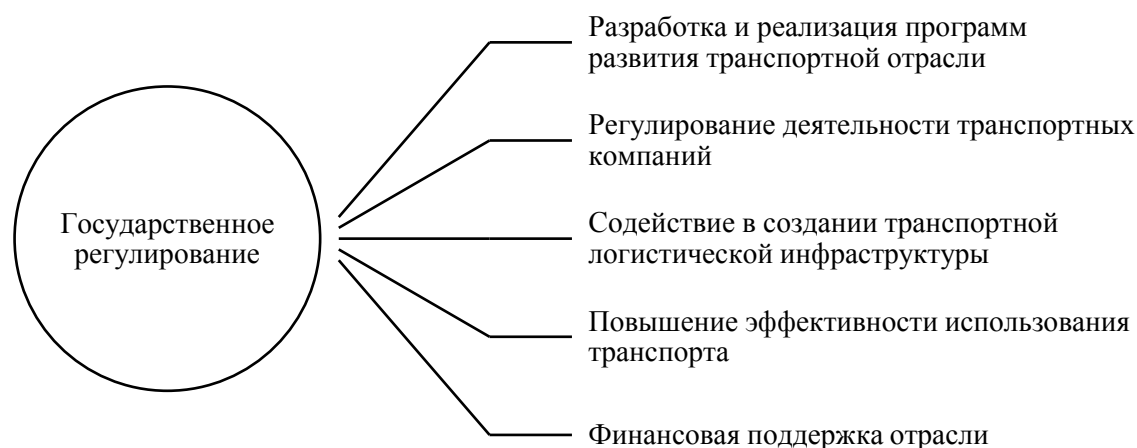 Государственное
регулирование
Разработка и реализация программ
развития транспортной отрасли
Регулирование деятельности транспортных
компаний
Содействие в создании транспортной
логистической инфраструктуры
Повышение эффективности использования
транспорта
Финансовая поддержка отрасли